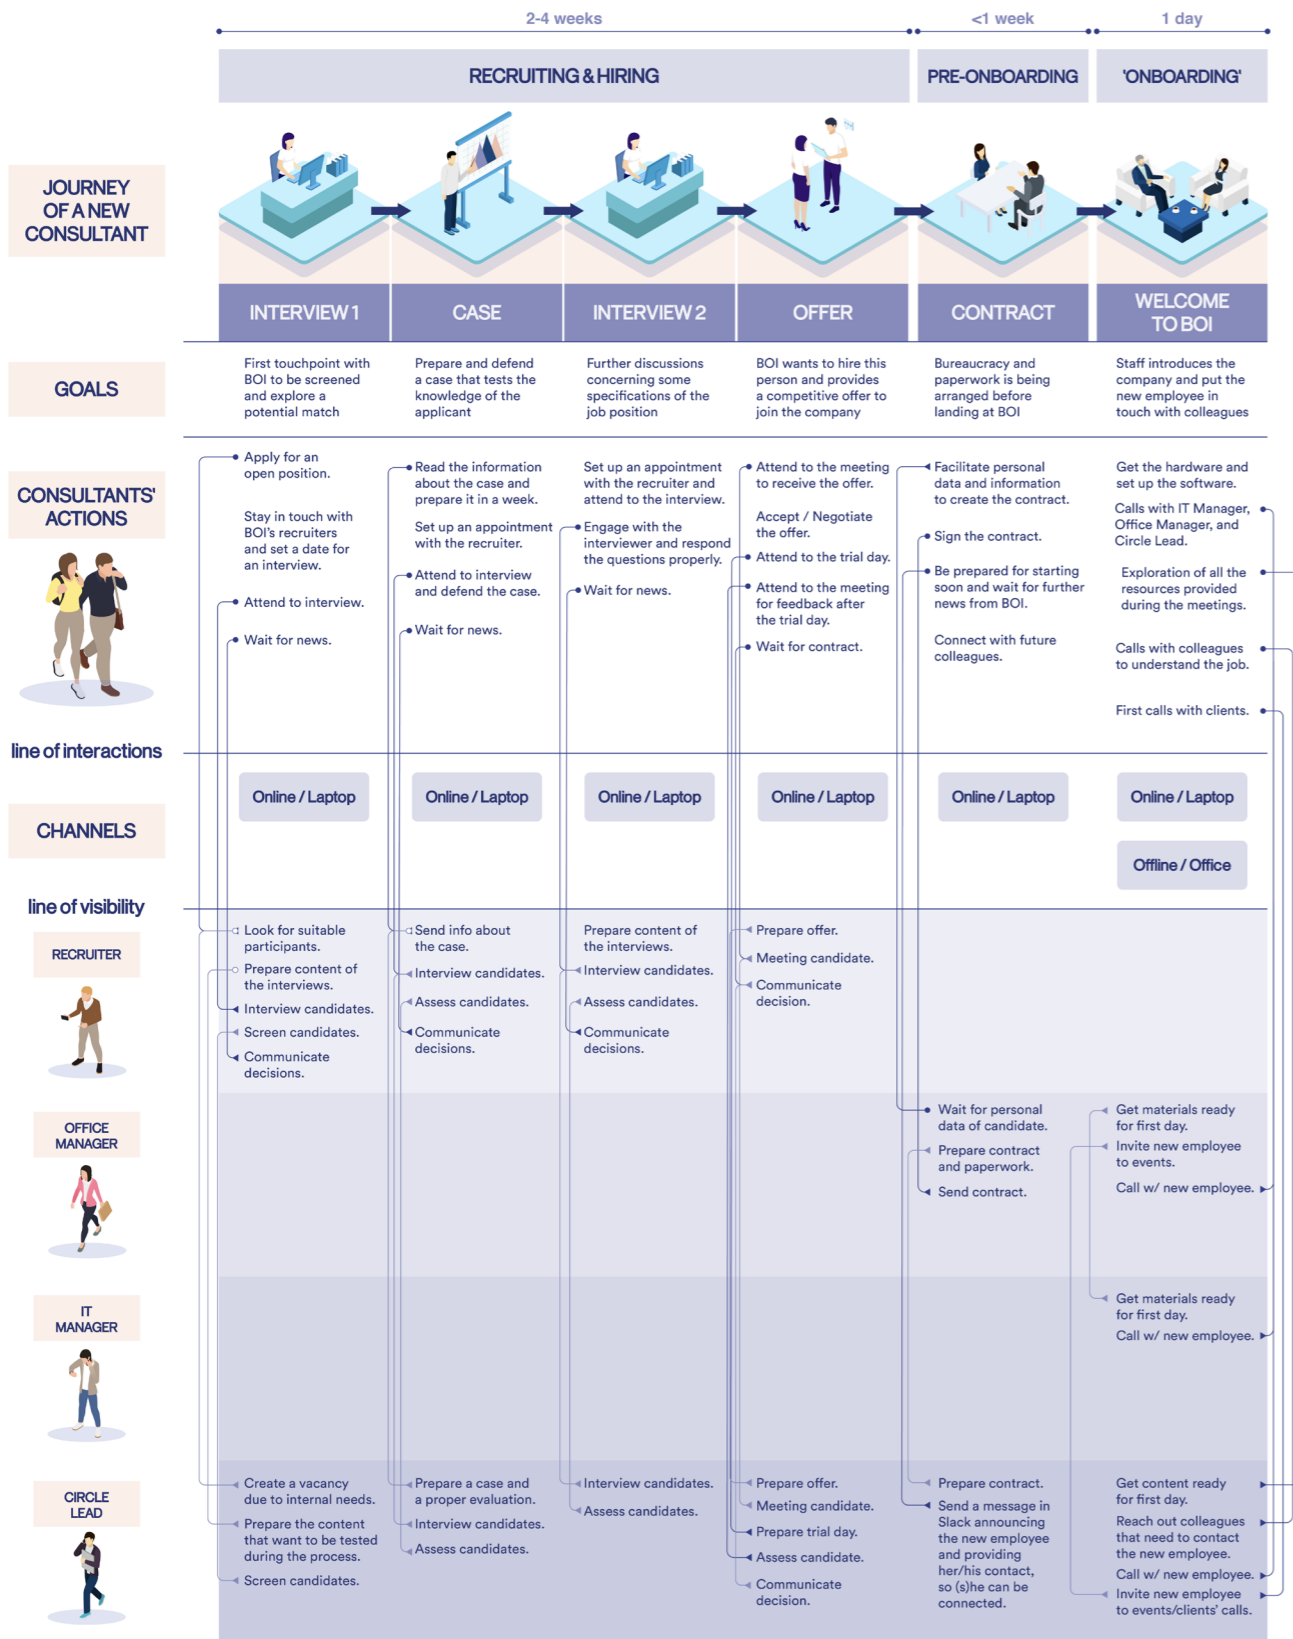 2-4 weeks
<1 week
1 day
RECRUITING & HIRING
PRE-ONBOARDING
'ONBOARDING'
JOURNEY
OF A NEW
CONSULTANT
INTERVIEW 1
CASE
INTERVIEW 2
OFFER
CONTRACT
WELCOME
TO BOI
GOALS
First touchpoint with
BOI to be screened
and explore a
potential match
Prepare and defend
a case that tests the
knowledge of the
applicant
Further discussions
concerning some
specifications of the
job position
BOI wants to hire this
person and provides
a competitive offer to
join the company
Bureaucracy and
paperwork is being
arranged before
landing at BOI
Staff introduces the
company and put the
new employee in
touch with colleagues
CONSULTANTS'
ACTIONS
Apply for an
open position.
Stay in touch with
BOI's recruiters
and set a date for
an interview.
Attend to interview.
Wait for news.
Read the information
about the case and
prepare it in a week.
Set up an appointment
with the recruiter.
Attend to interview
and defend the case.
Wait for news.
Set up an appointment
with the recruiter and
attend to the interview.
Engage with the
interviewer and respond
the questions properly.
Wait for news.
Attend to the meeting
to receive the offer.
Accept / Negotiate
the offer.
Attend to the trial day.
Attend to the meeting
for feedback after
the trial day.
Wait for contract.
Facilitate personal
data and information
to create the contract.
Sign the contract.
Be prepared for starting
soon and wait for further
news from BOI.
Connect with future
colleagues.
Get the hardware and
set up the software.
Calls with IT Manager,
Office Manager, and
Circle Lead.
Exploration of all the
resources provided
during the meetings.
Calls with colleagues
to understand the job.
First calls with clients.
line of interactions
CHANNELS
Online / Laptop
Online / Laptop
Online / Laptop
Online / Laptop
Online / Laptop
Online / Laptop
Offline / Office
line of visibility
RECRUITER
Look for suitable
participants.
Prepare content of
the interviews.
Interview candidates.
Screen candidates.
Communicate
decisions.
Send info about
the case.
Interview candidates.
Assess candidates.
Communicate
decisions.
Prepare content of
the interviews.
Interview candidates.
Assess candidates.
Communicate
decisions.
Prepare offer.
Meeting candidate.
Communicate
decision.
OFFICE
MANAGER
Wait for personal
data of candidate.
Prepare contract
and paperwork.
Send contract.
Get materials ready
for first day.
Invite new employee
to events.
Call w/ new employee.
IT
MANAGER
Get materials ready
for first day.
Call w/ new employee.
CIRCLE
LEAD
Create a vacancy
due to internal needs.
Prepare the content
that want to be tested
during the process.
Screen candidates.
Prepare a case and
a proper evaluation.
Interview candidates.
Assess candidates.
Interview candidates.
Assess candidates.
Prepare offer.
Meeting candidate.
Prepare trial day.
Assess candidate.
Communicate
decision.
Prepare contract.
Send a message in
Slack announcing
the new employee
and providing
her/his contact,
so (s)he can be
connected.
Get content ready
for first day.
Reach out colleagues
that need to contact
the new employee.
Call w/ new employee.
Invite new employee
to events/clients' calls.